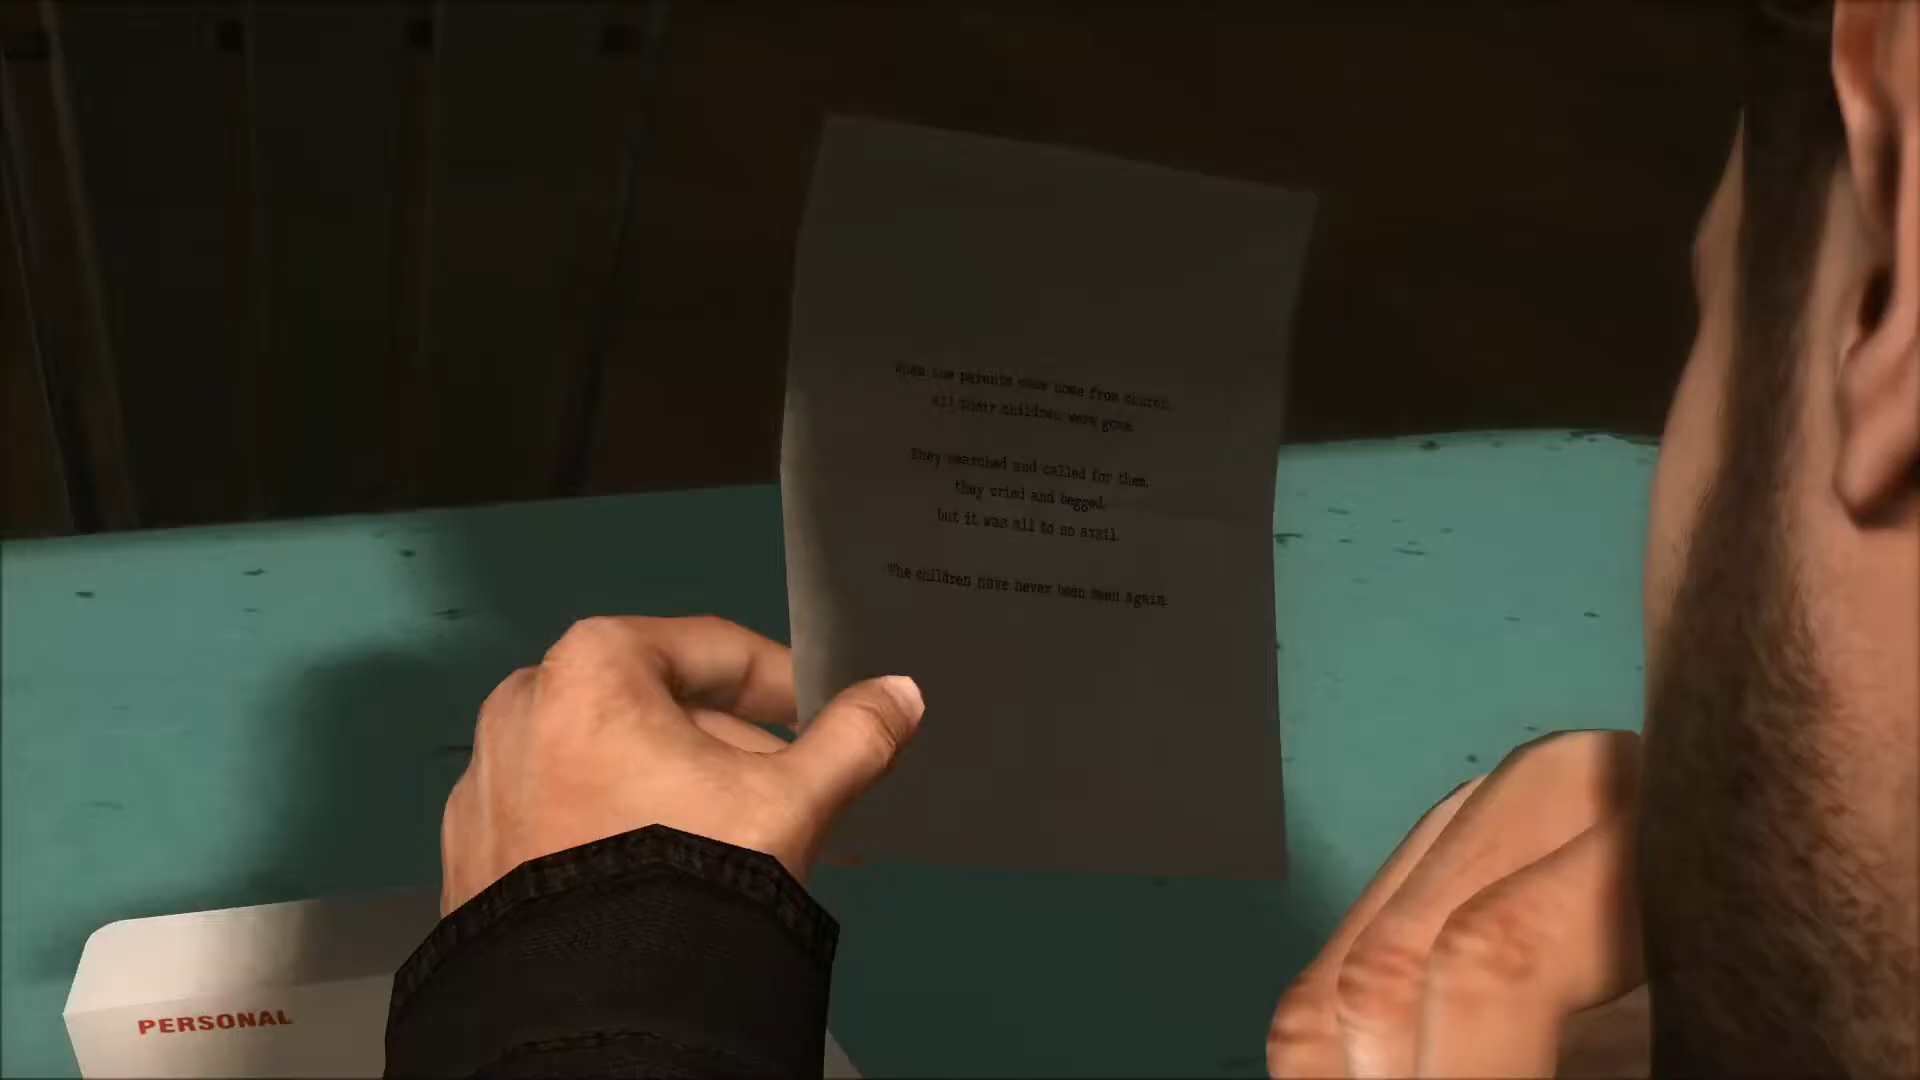 When the parents came home from church,
all their children were gone.
They searched and called for them,
they cried and begged,
but it was all to no avail.
The children have never been seen again.
PERSONAL